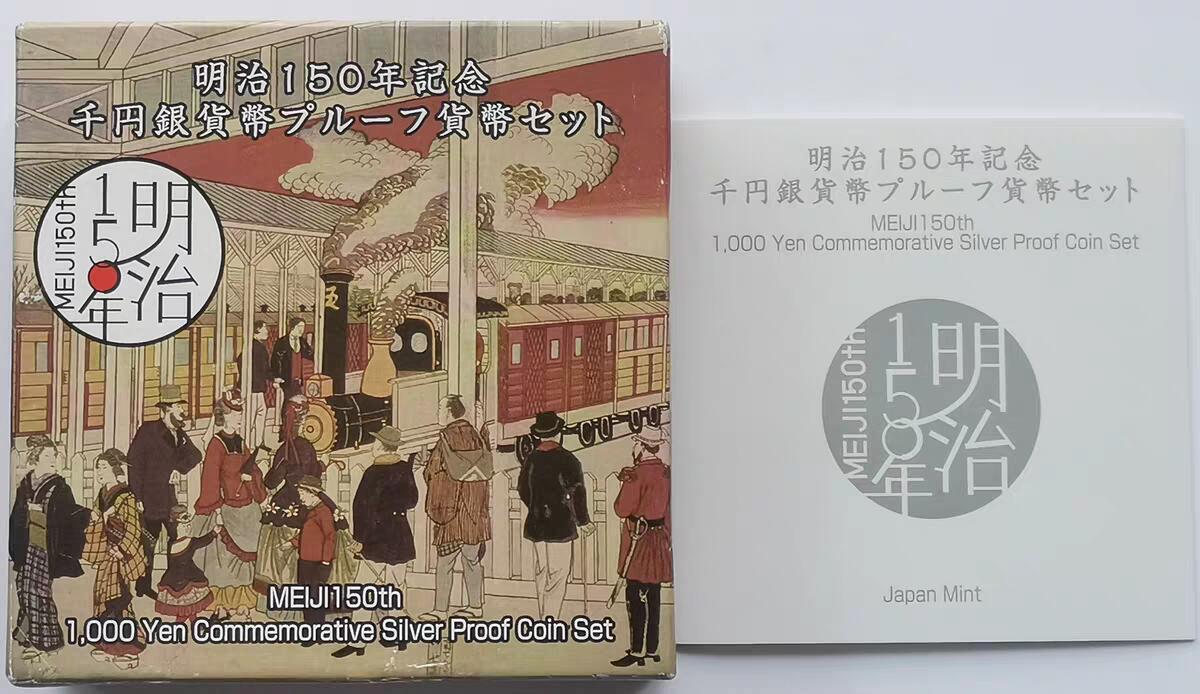 明治150年記念
千円銀貨幣プルーフ貨幣セット
明治
150年
MEIJI150th
五
MEIJI150th
1,000 Yen Commemorative Silver Proof Coin Set
明治150年記念
千円銀貨幣プルーフ貨幣セット
MEIJI150th
1,000 Yen Commemorative Silver Proof Coin Set
明治
150年
MEIJI150th
Japan Mint